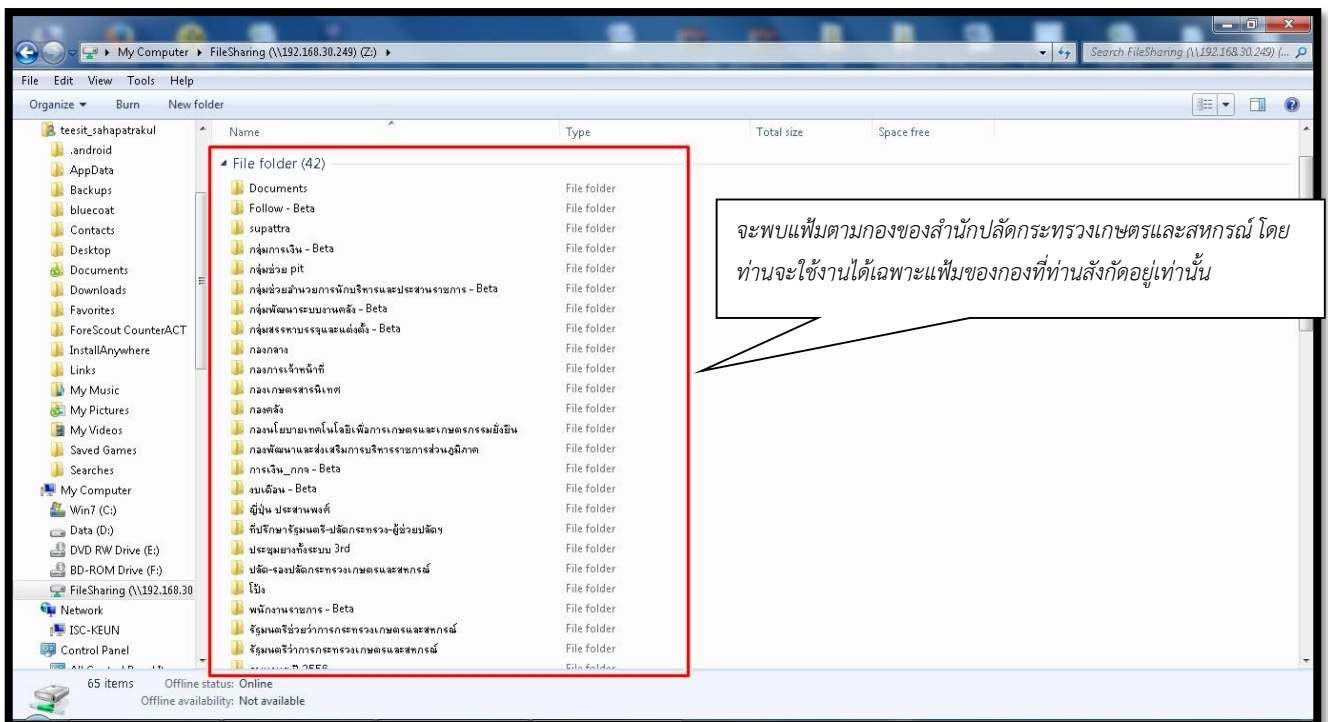 My Computer ▸ FileSharing (\\192.168.30.249) (Z:) ▸
Search FileSharing (\\192.168.30.249) (...
File Edit View Tools Help
Organize Burn New folder
Name Type Total size Space free
teesit_sahapatrakul
.android
AppData
Backups
bluecoat
Contacts
Desktop
Documents
Downloads
Favorites
ForeScout CounterACT
InstallAnywhere
Links
My Music
My Pictures
My Videos
Saved Games
Searches
My Computer
Win7 (C:)
Data (D:)
DVD RW Drive (E:)
BD-ROM Drive (F:)
FileSharing (\\192.168.30
Network
ISC-KEUN
Control Panel
File folder (42)
Documents File folder
Follow - Beta File folder
supattra File folder
กลุ่มการเงิน - Beta File folder
กลุ่มช่วย pit File folder
กลุ่มช่วยอำนวยการนักบริหารและประสานราชการ - Beta File folder
กลุ่มพัฒนาระบบงานคลัง - Beta File folder
กลุ่มสรรหาบรรจุและแต่งตั้ง - Beta File folder
กองกลาง File folder
กองการเจ้าหน้าที่ File folder
กองเกษตรสารนิเทศ File folder
กองคลัง File folder
กองนโยบายเทคโนโลยีเพื่อการเกษตรและเกษตรกรรมยั่งยืน File folder
กองพัฒนาและส่งเสริมการบริหารราชการส่วนภูมิภาค File folder
การเงิน_กกจ - Beta File folder
งบเดือน - Beta File folder
ญี่ปุ่น ประสานพงศ์ File folder
ที่ปรึกษารัฐมนตรี-ปลัดกระทรวง-ผู้ช่วยปลัดฯ File folder
ประชุมยางทั้งระบบ 3rd File folder
ปลัด-รองปลัดกระทรวงเกษตรและสหกรณ์ File folder
โป้ง File folder
พนักงานราชการ - Beta File folder
รัฐมนตรีช่วยว่าการกระทรวงเกษตรและสหกรณ์ File folder
รัฐมนตรีว่าการกระทรวงเกษตรและสหกรณ์ File folder
จะพบแฟ้มตามกองของสำนักปลัดกระทรวงเกษตรและสหกรณ์ โดย
ท่านจะใช้งานได้เฉพาะแฟ้มของกองที่ท่านสังกัดอยู่เท่านั้น
65 items Offline status: Online
Offline availability: Not available